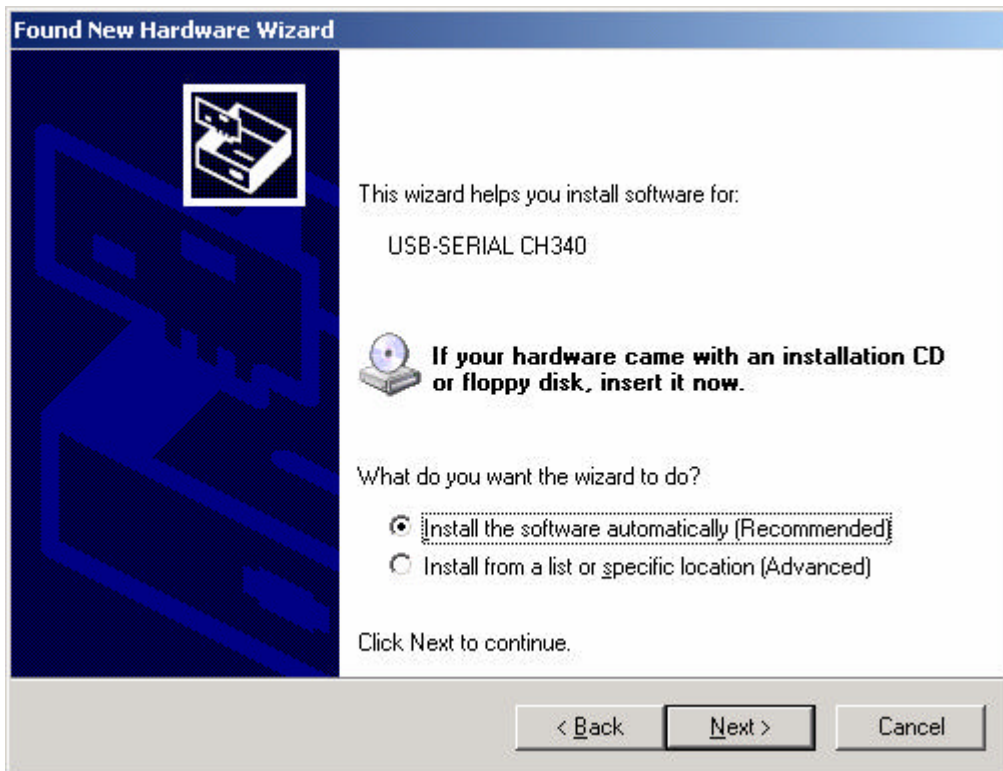 Found New Hardware Wizard
This wizard helps you install software for:
USB-SERIAL CH340
If your hardware came with an installation CD
or floppy disk, insert it now.
What do you want the wizard to do?
Install the software automatically (Recommended)
Install from a list or specific location (Advanced)
Click Next to continue.
< Back Next > Cancel